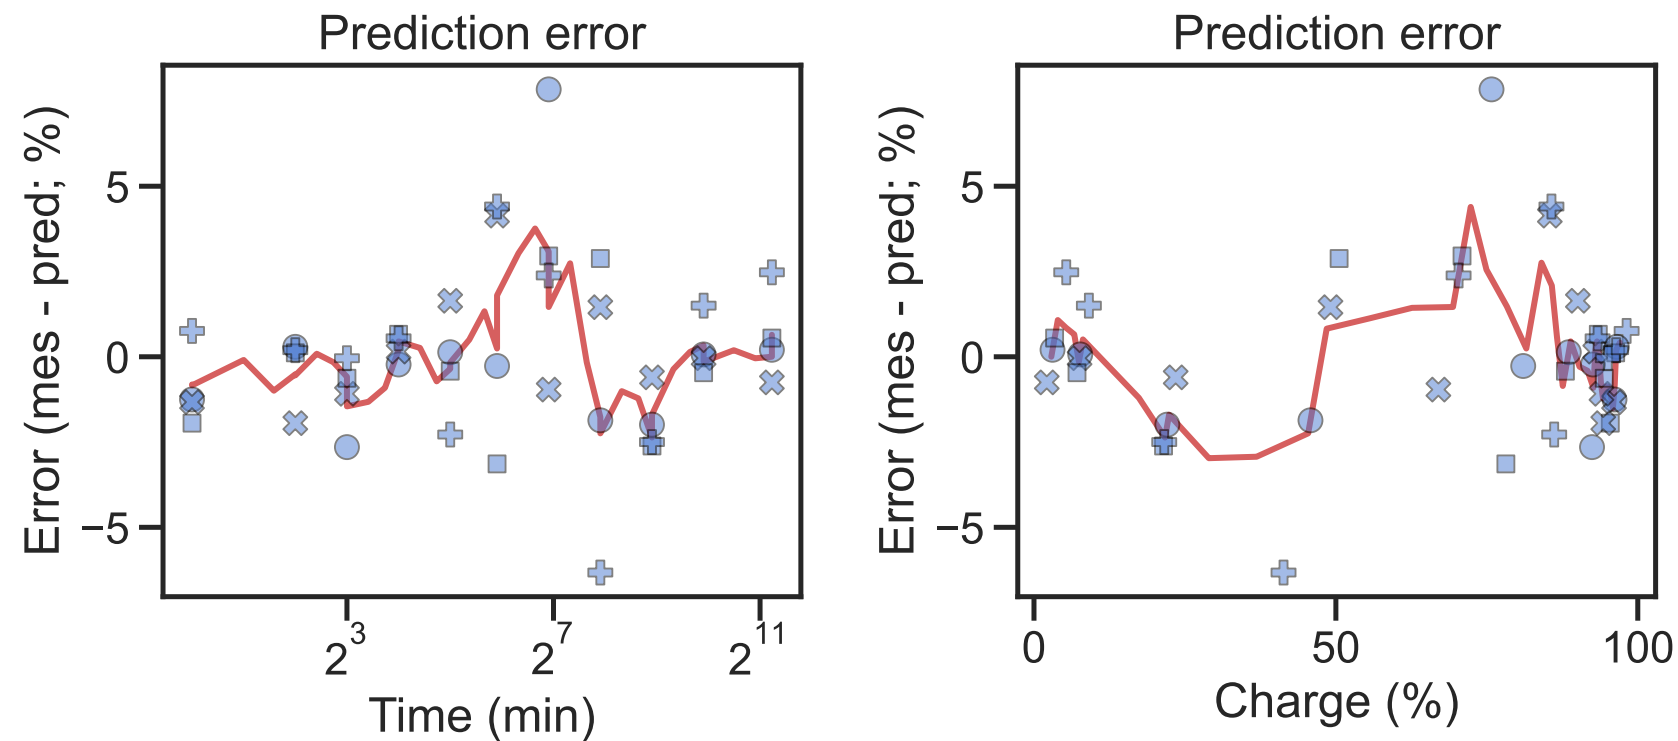 Prediction error
Error (mes - pred; %)
5
0
−5
2^3
2^7
2^11
Time (min)
Prediction error
Error (mes - pred; %)
5
0
−5
0
50
100
Charge (%)